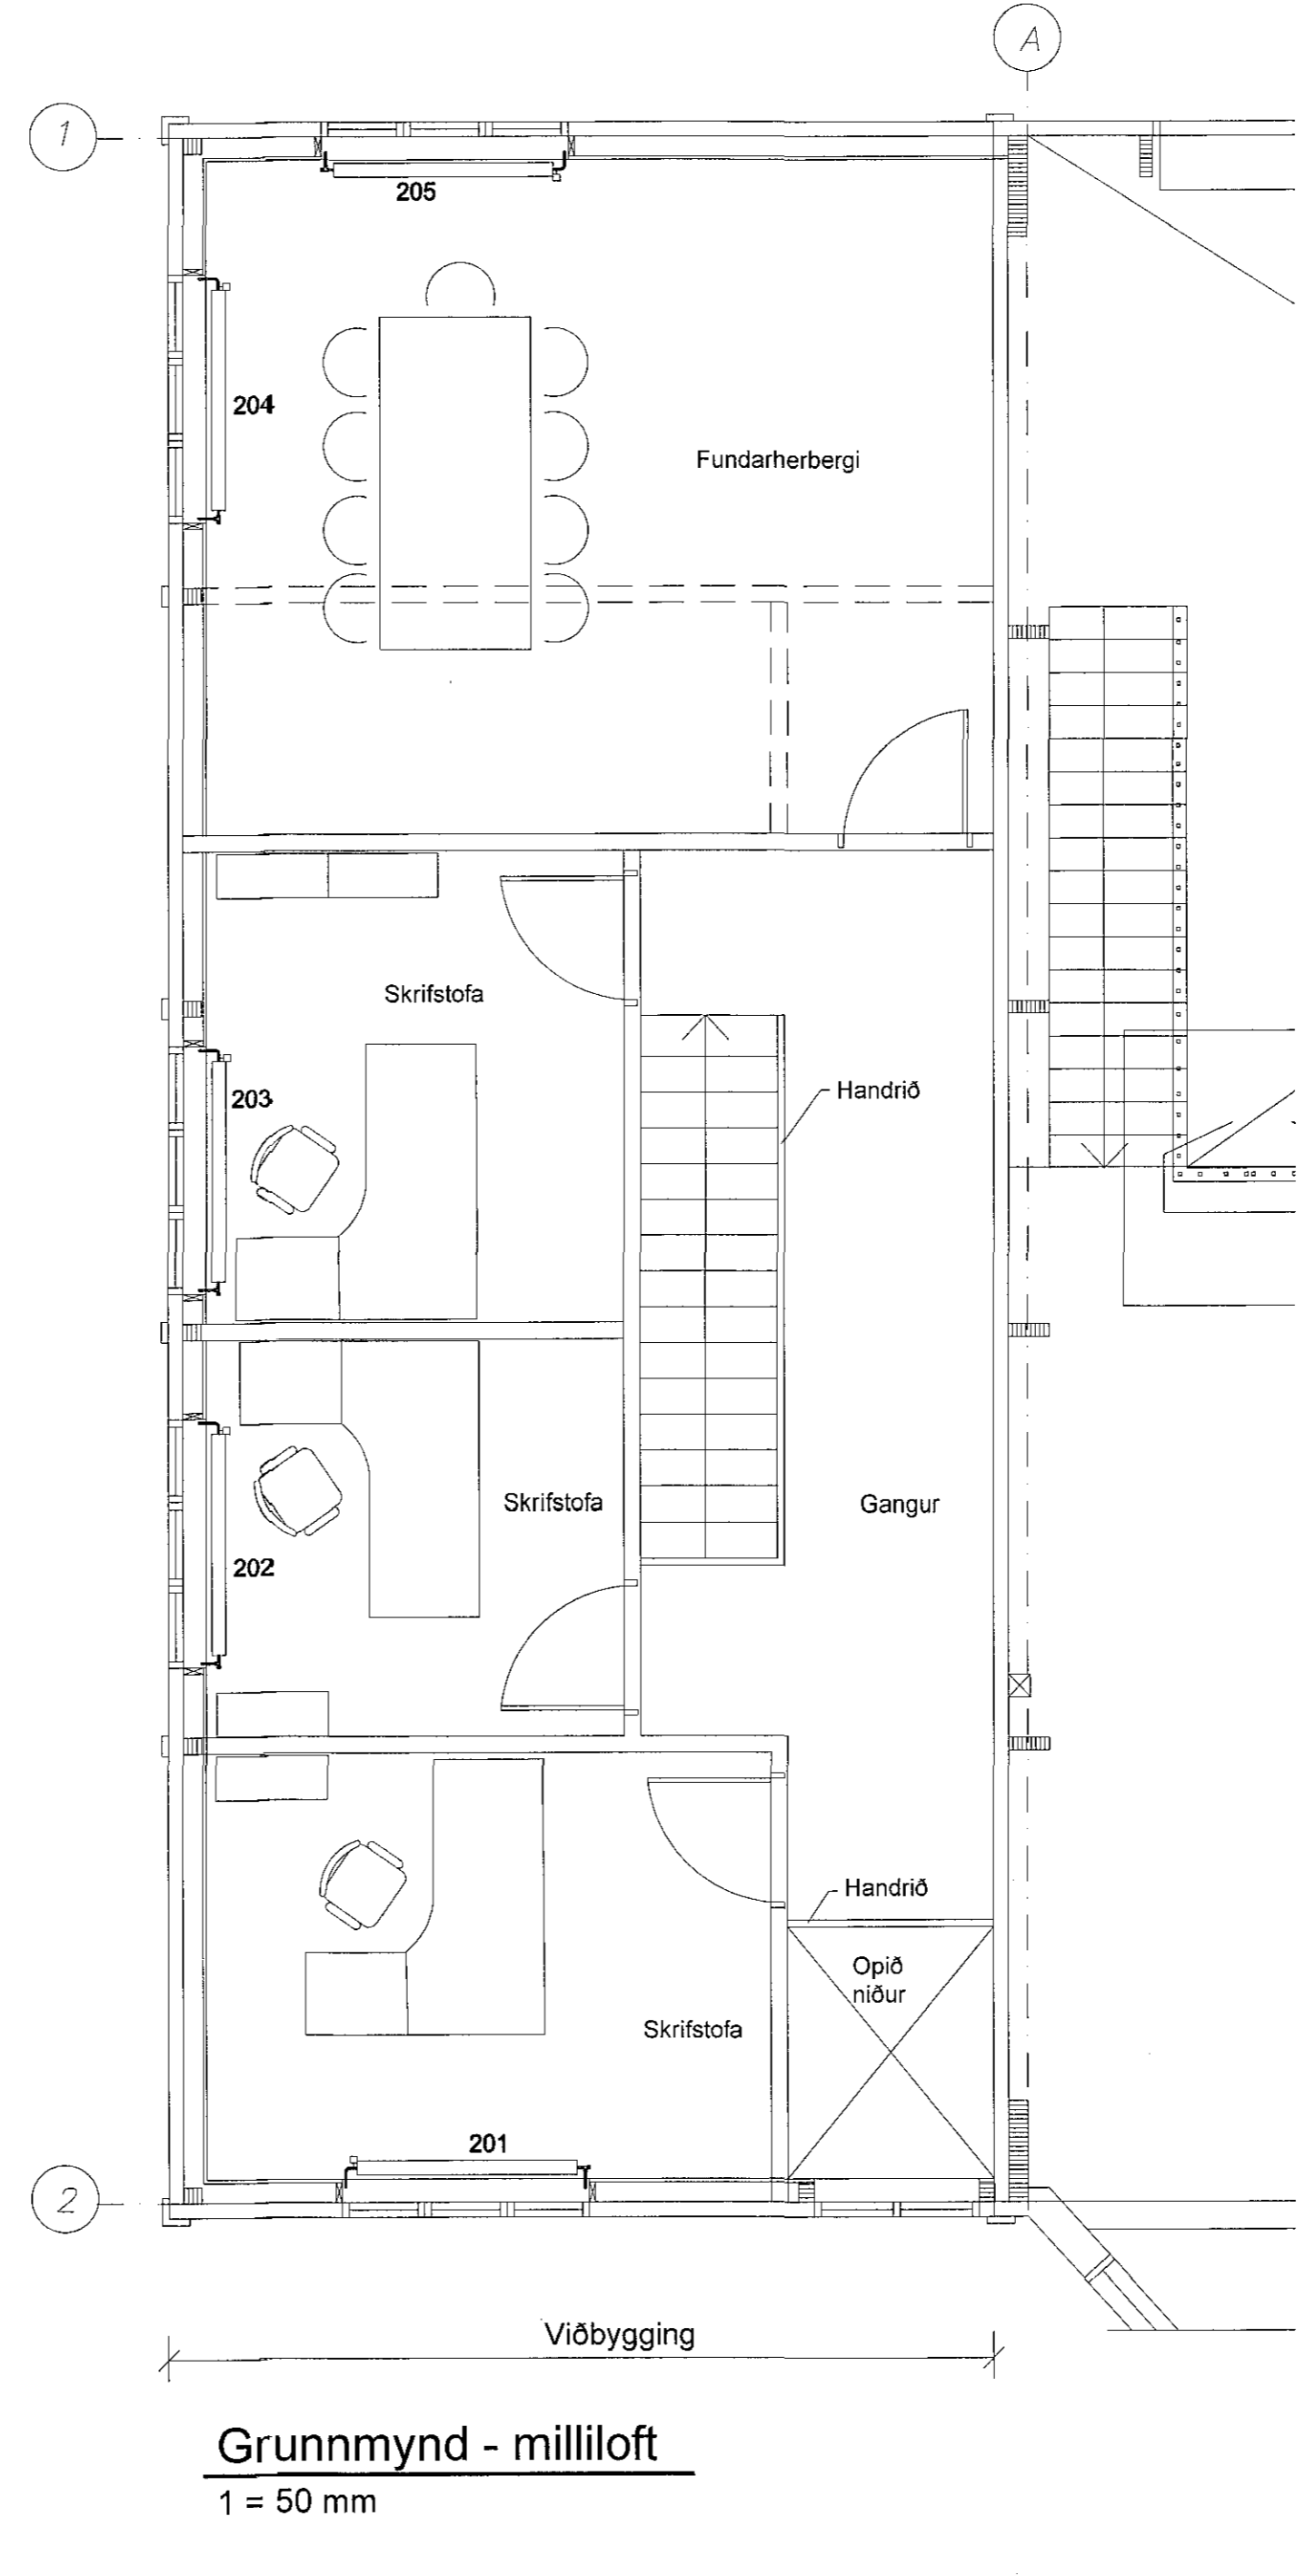 A
1
205
204
Fundarherbergi
Skrifstofa
203
Handrið
Skrifstofa
Gangur
202
Handrið
Opið
niður
Skrifstofa
201
2
Viðbygging
Grunnmynd - milliloft
1 = 50 mm